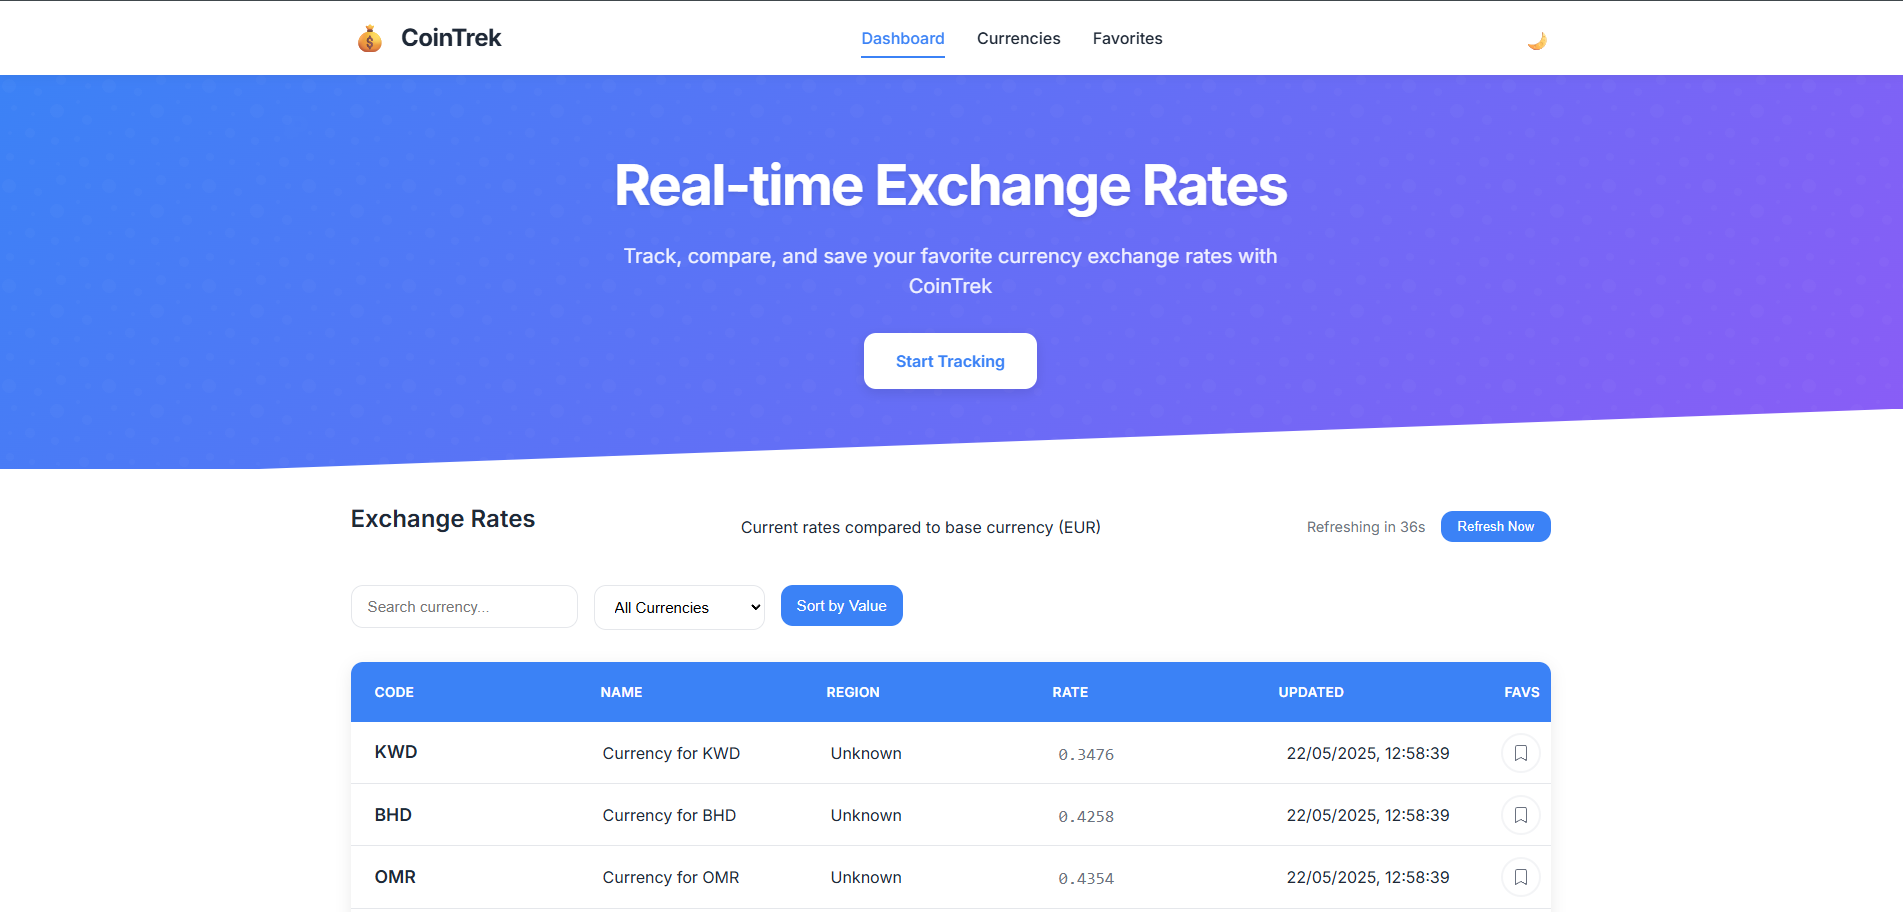 CoinTrek
Dashboard Currencies Favorites
Real-time Exchange Rates
Track, compare, and save your favorite currency exchange rates with
CoinTrek
Start Tracking
Exchange Rates
Current rates compared to base currency (EUR)
Refreshing in 36s
Refresh Now
Search currency...
All Currencies
Sort by Value
CODE NAME REGION RATE UPDATED FAVS
KWD Currency for KWD Unknown 0.3476 22/05/2025, 12:58:39
BHD Currency for BHD Unknown 0.4258 22/05/2025, 12:58:39
OMR Currency for OMR Unknown 0.4354 22/05/2025, 12:58:39